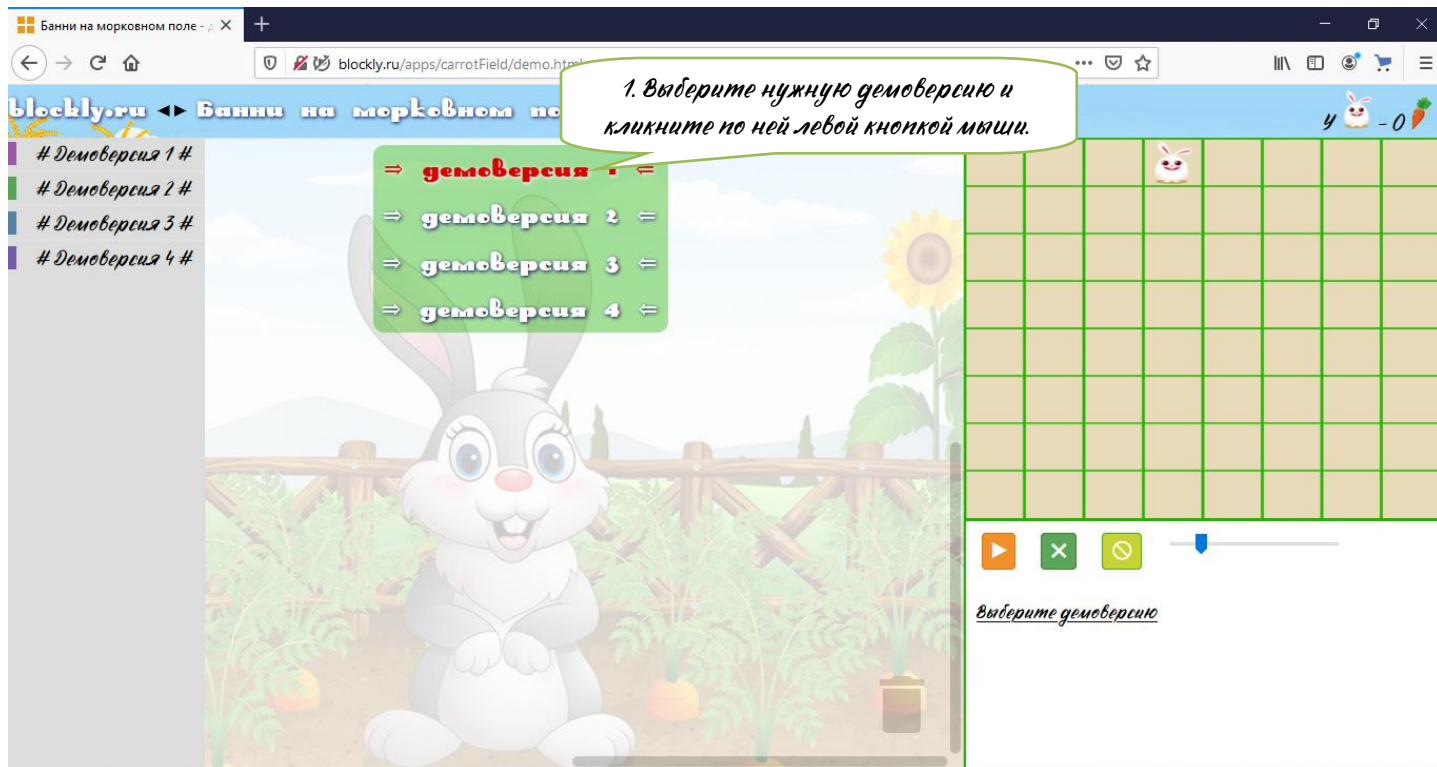 Банни на морковном поле - д
blockly.ru/apps/carrotField/demo.html
1. Выберите нужную демоверсию и
кликните по ней левой кнопкой мыши.
blockly.ru Банни на морковном по
у - 0
# Демоверсия 1 #
# Демоверсия 2 #
# Демоверсия 3 #
# Демоверсия 4 #
⇒ демоверсия 1 ⇐
⇒ демоверсия 2 ⇐
⇒ демоверсия 3 ⇐
⇒ демоверсия 4 ⇐
Выберите демоверсию